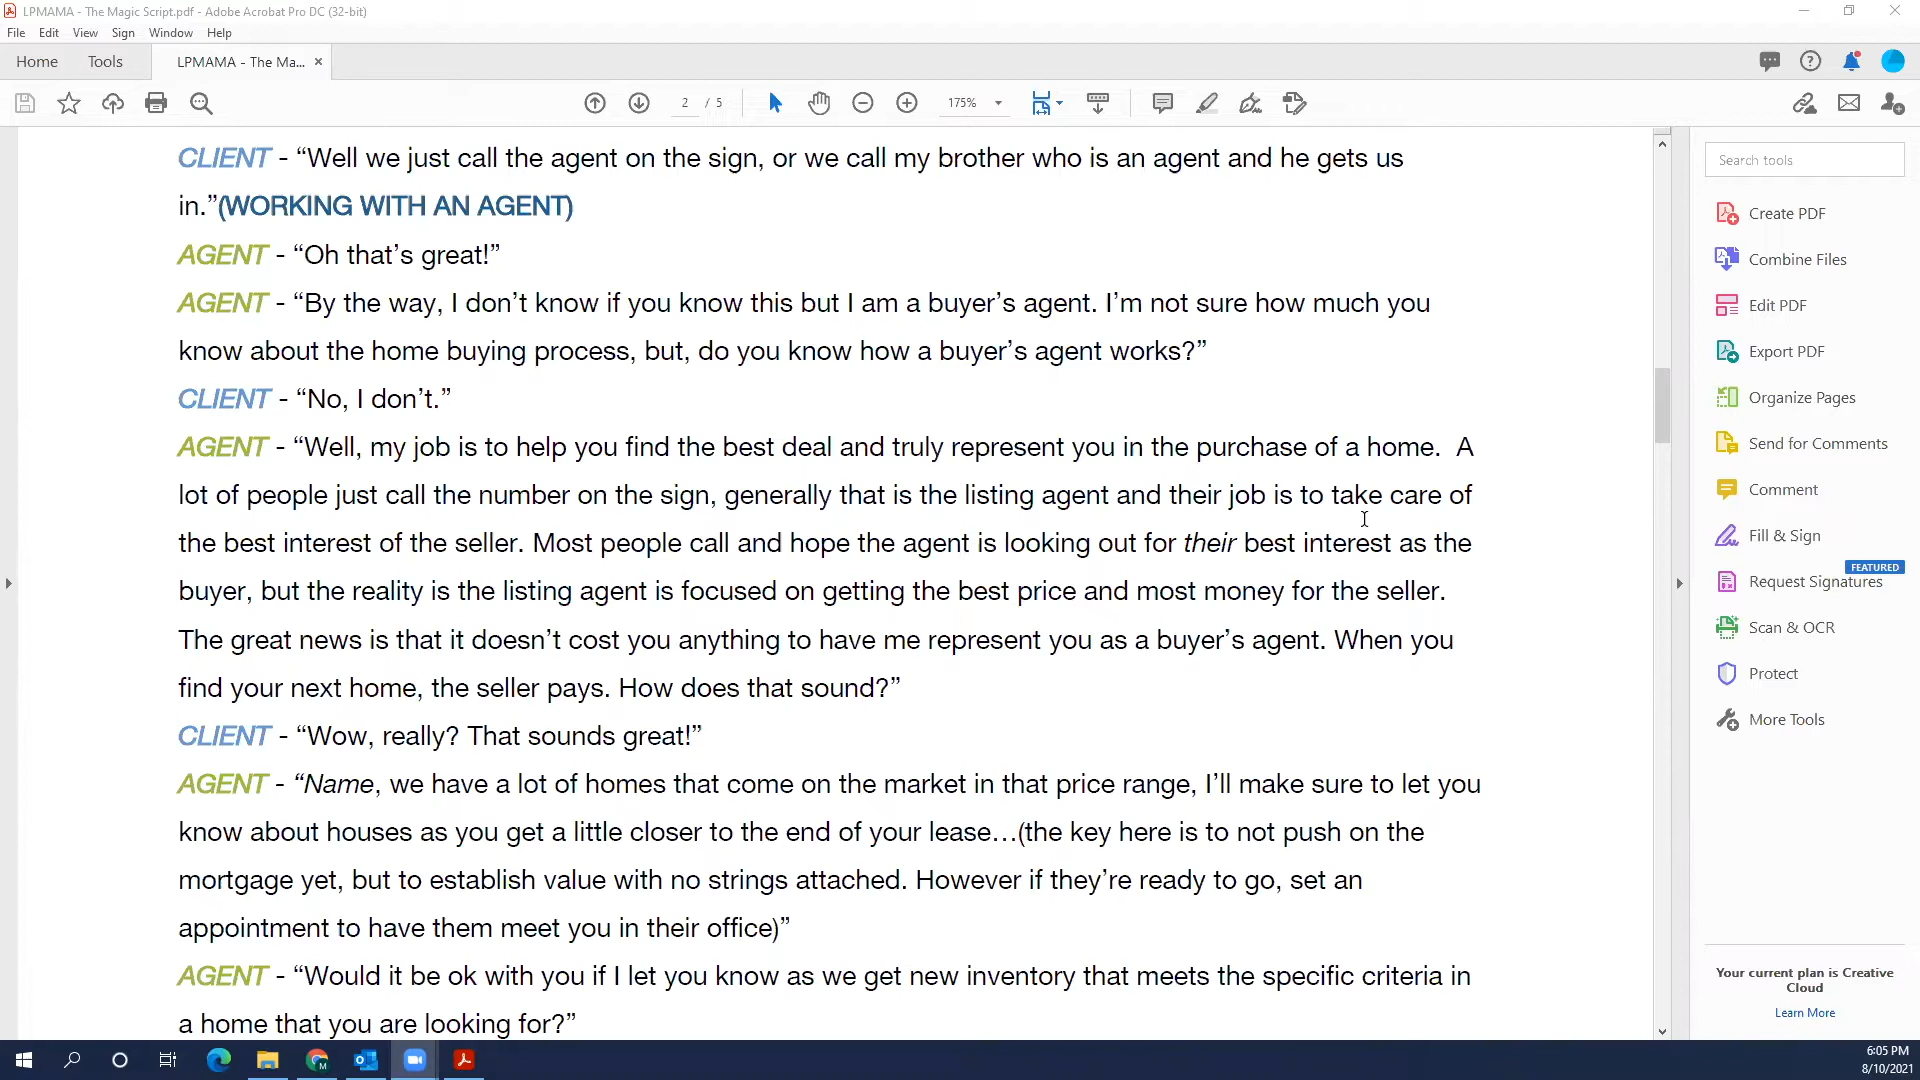 LPMAMA - The Magic Script.pdf - Adobe Acrobat Pro DC (32-bit)
File Edit View Sign Window Help
Home Tools LPMAMA - The Ma... ×
2 / 5 175%
CLIENT - “Well we just call the agent on the sign, or we call my brother who is an agent and he gets us
in.”(WORKING WITH AN AGENT)
AGENT - “Oh that’s great!”
AGENT - “By the way, I don’t know if you know this but I am a buyer’s agent. I’m not sure how much you
know about the home buying process, but, do you know how a buyer’s agent works?”
CLIENT - “No, I don’t.”
AGENT - “Well, my job is to help you find the best deal and truly represent you in the purchase of a home.  A
lot of people just call the number on the sign, generally that is the listing agent and their job is to take care of
the best interest of the seller. Most people call and hope the agent is looking out for their best interest as the
buyer, but the reality is the listing agent is focused on getting the best price and most money for the seller.
The great news is that it doesn’t cost you anything to have me represent you as a buyer’s agent. When you
find your next home, the seller pays. How does that sound?”
CLIENT - “Wow, really? That sounds great!”
AGENT - “Name, we have a lot of homes that come on the market in that price range, I’ll make sure to let you
know about houses as you get a little closer to the end of your lease…(the key here is to not push on the
mortgage yet, but to establish value with no strings attached. However if they’re ready to go, set an
appointment to have them meet you in their office)”
AGENT - “Would it be ok with you if I let you know as we get new inventory that meets the specific criteria in
a home that you are looking for?”
Search tools
Create PDF
Combine Files
Edit PDF
Export PDF
Organize Pages
Send for Comments
Comment
Fill & Sign
FEATURED
Request Signatures
Scan & OCR
Protect
More Tools
Your current plan is Creative
Cloud
Learn More
6:05 PM
8/10/2021